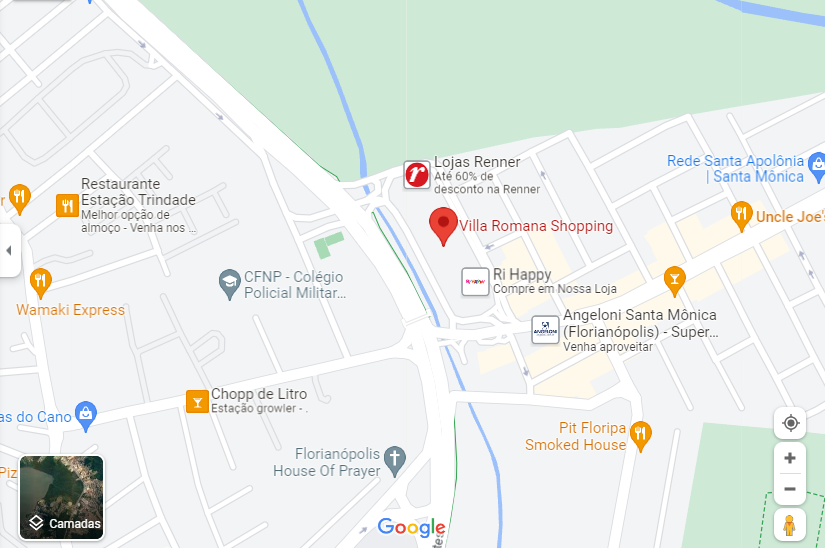 Lojas Renner
Até 60% de
desconto na Renner
Rede Santa Apolônia
| Santa Mônica
Restaurante
Estação Trindade
Melhor opção de
almoço - Venha nos ...
Villa Romana Shopping
Uncle Joe's
CFNP - Colégio
Policial Militar...
Ri Happy
Compre em Nossa Loja
Wamaki Express
Angeloni Santa Mônica
(Florianópolis) - Super...
Venha aproveitar
Chopp de Litro
Estação growler - .
as do Cano
Pit Floripa
Smoked House
Florianópolis
House Of Prayer
Piz
Camadas
Google